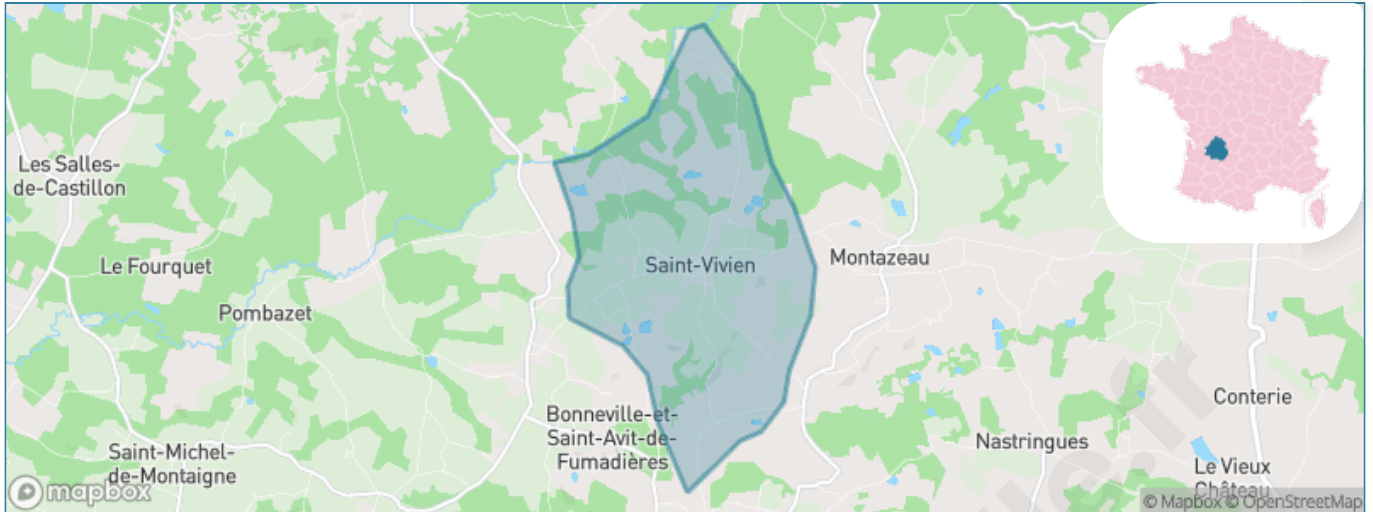 Les Salles-
de-Castillon
Le Fourquet
Pombazet
Saint-Vivien
Montazeau
Conterie
Bonneville-et-
Saint-Avit-de-
Fumadières
Nastringues
Saint-Michel-
de-Montaigne
Le Vieux
Château
mapbox
© Mapbox © OpenStreetMap